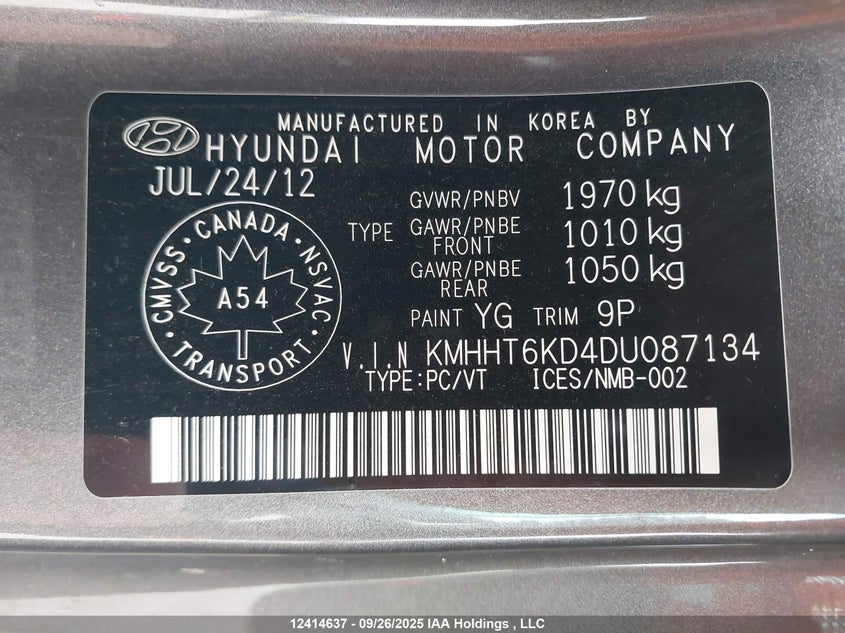 MANUFACTURED IN KOREA BY
HYUNDAI MOTOR COMPANY
JUL/24/12
GVWR/PNBV 1970 kg
TYPE GAWR/PNBE FRONT 1010 kg
GAWR/PNBE REAR 1050 kg
CMVSS · CANADA · NSVAC
A54
· TRANSPORT ·
PAINT YG TRIM 9P
V.I.N KMHHT6KD4DU087134
TYPE:PC/VT ICES/NMB-002
12414637 - 09/26/2025 IAA Holdings , LLC